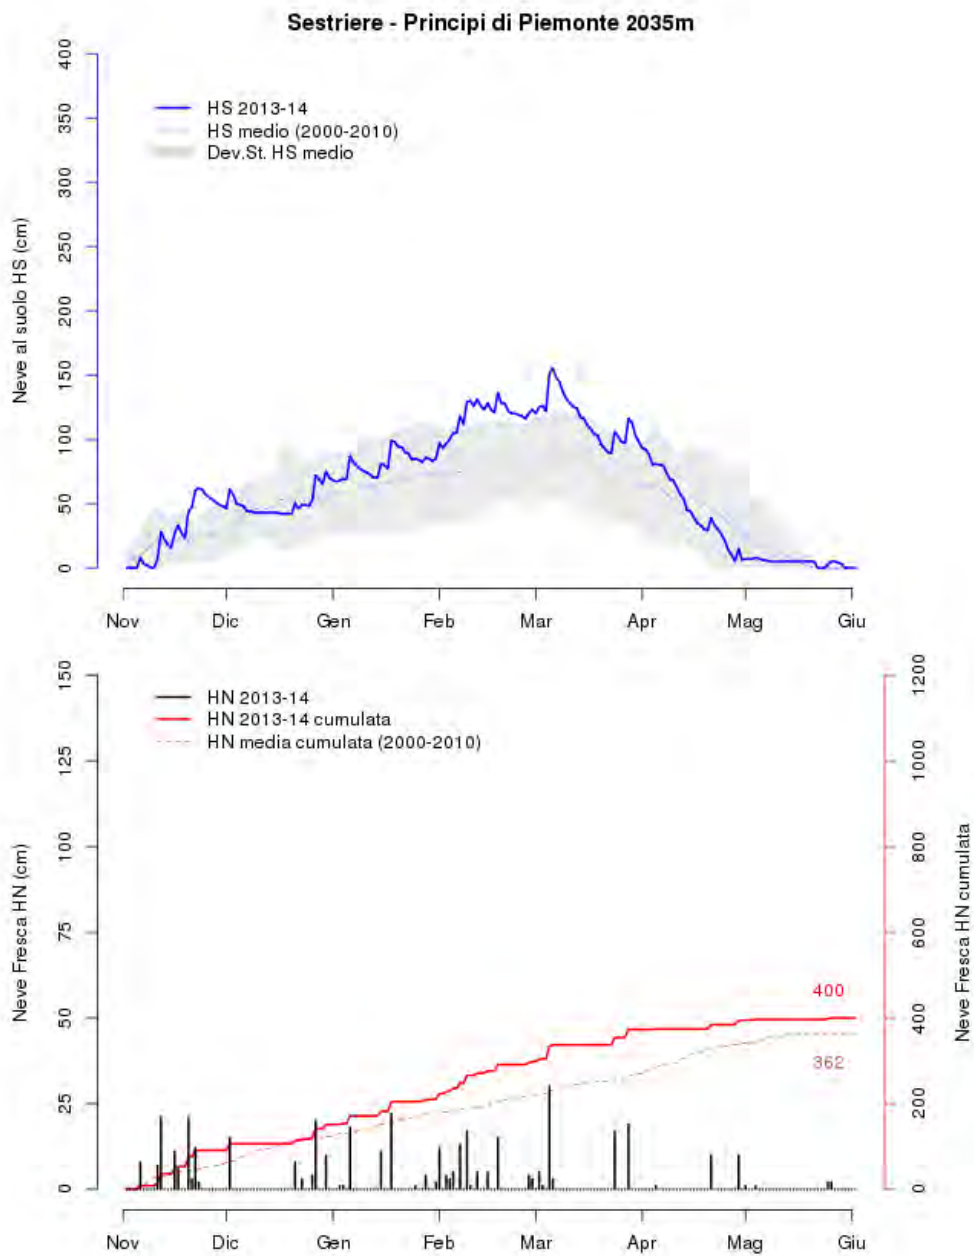 Sestriere - Principi di Piemonte 2035m
Neve al suolo HS (cm)
400
350
300
250
200
150
100
50
0
HS 2013-14
HS medio (2000-2010)
Dev.St. HS medio
Nov Dic Gen Feb Mar Apr Mag Giu
Neve Fresca HN (cm)
150
125
100
75
50
25
0
HN 2013-14
HN 2013-14 cumulata
HN media cumulata (2000-2010)
400
362
1200
1000
800
600
400
200
0
Neve Fresca HN cumulata
Nov Dic Gen Feb Mar Apr Mag Giu